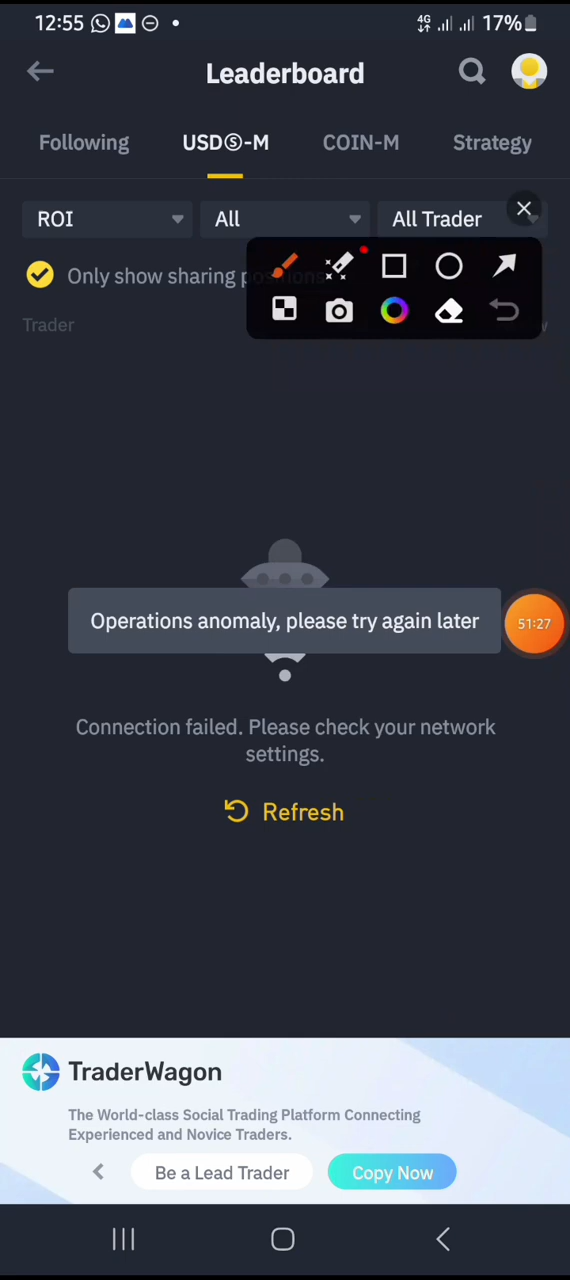 12:55
4G
17%
Leaderboard
Following
USDⓈ-M
COIN-M
Strategy
ROI
All
All Trader
Only show sharing positions
Trader
Operations anomaly, please try again later
51:27
Connection failed. Please check your network
settings.
Refresh
TraderWagon
The World-class Social Trading Platform Connecting
Experienced and Novice Traders.
Be a Lead Trader
Copy Now